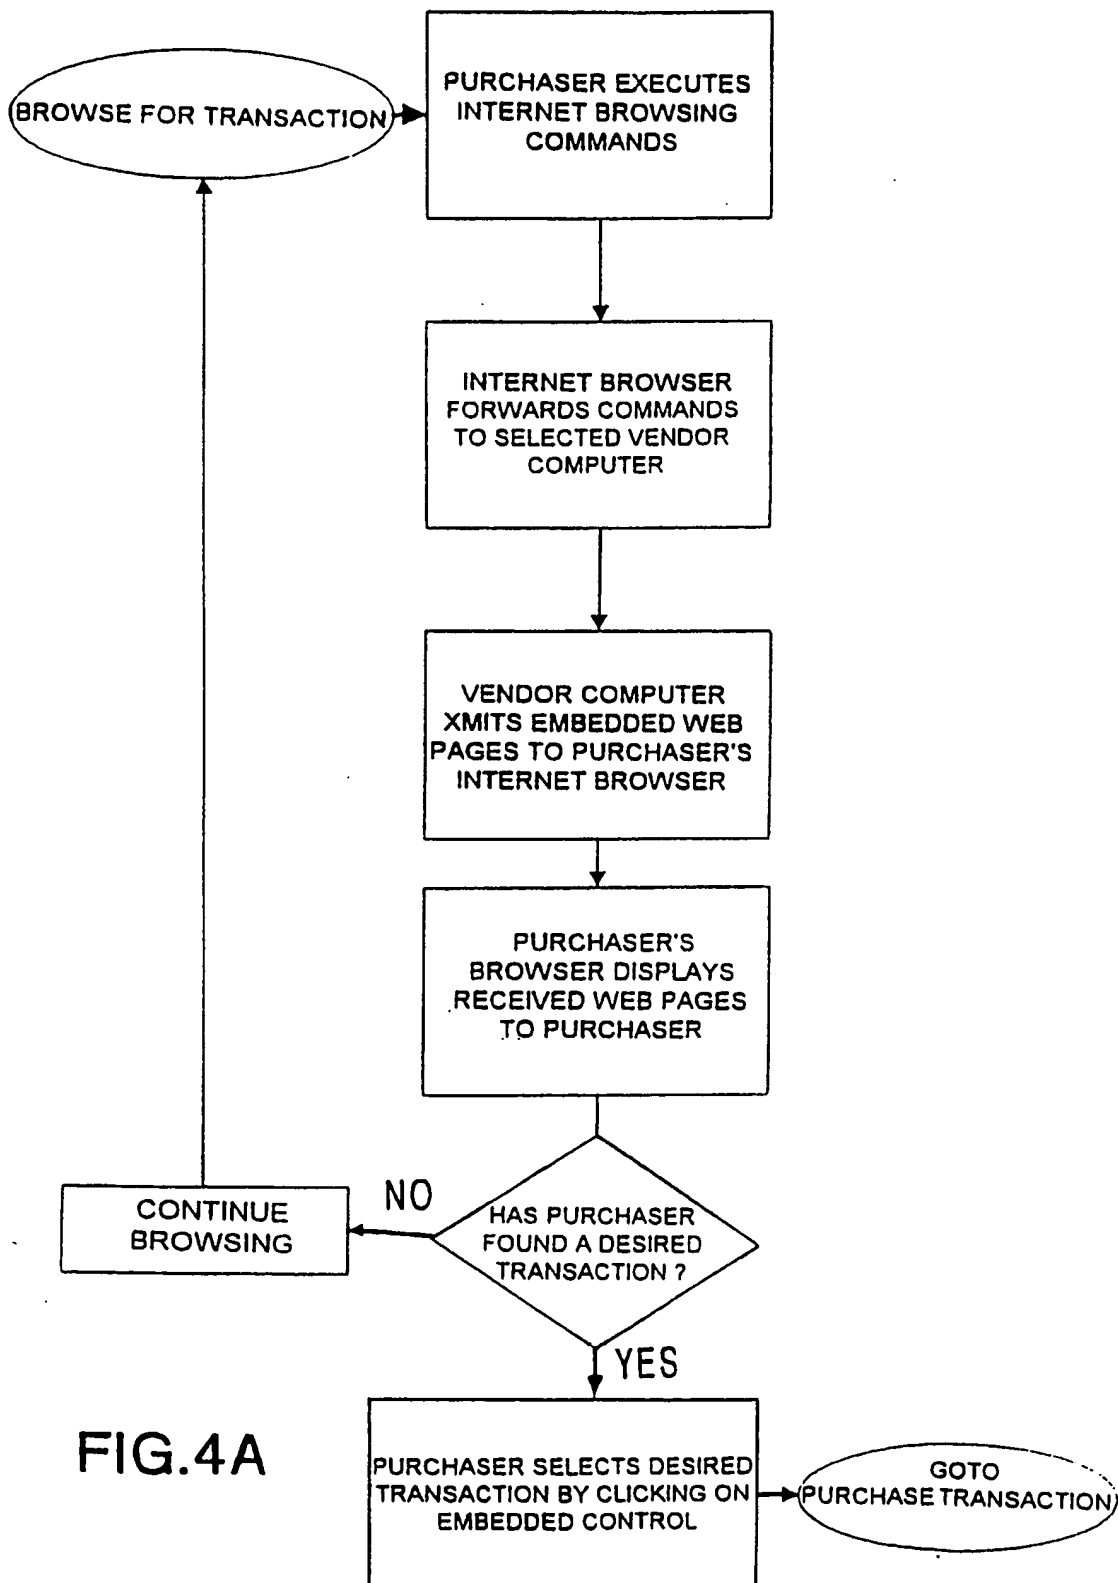 BROWSE FOR TRANSACTION
PURCHASER EXECUTES
INTERNET BROWSING
COMMANDS
INTERNET BROWSER
FORWARDS COMMANDS
TO SELECTED VENDOR
COMPUTER
VENDOR COMPUTER
XMITS EMBEDDED WEB
PAGES TO PURCHASER'S
INTERNET BROWSER
PURCHASER'S
BROWSER DISPLAYS
RECEIVED WEB PAGES
TO PURCHASER
HAS PURCHASER
FOUND A DESIRED
TRANSACTION ?
NO
CONTINUE
BROWSING
YES
PURCHASER SELECTS DESIRED
TRANSACTION BY CLICKING ON
EMBEDDED CONTROL
GOTO
PURCHASE TRANSACTION
FIG.4A